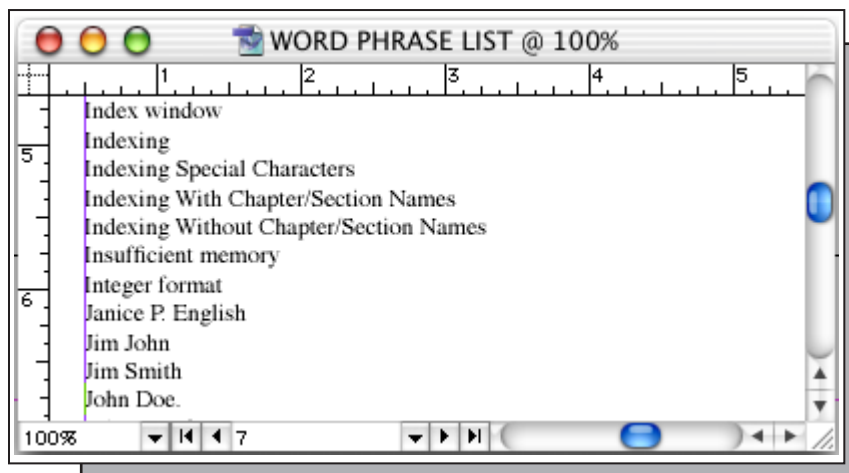 WORD PHRASE LIST @ 100%
1 2 3 4 5
Index window
Indexing
5
Indexing Special Characters
Indexing With Chapter/Section Names
Indexing Without Chapter/Section Names
Insufficient memory
Integer format
6
Janice P. English
Jim John
Jim Smith
John Doe.
100% 7